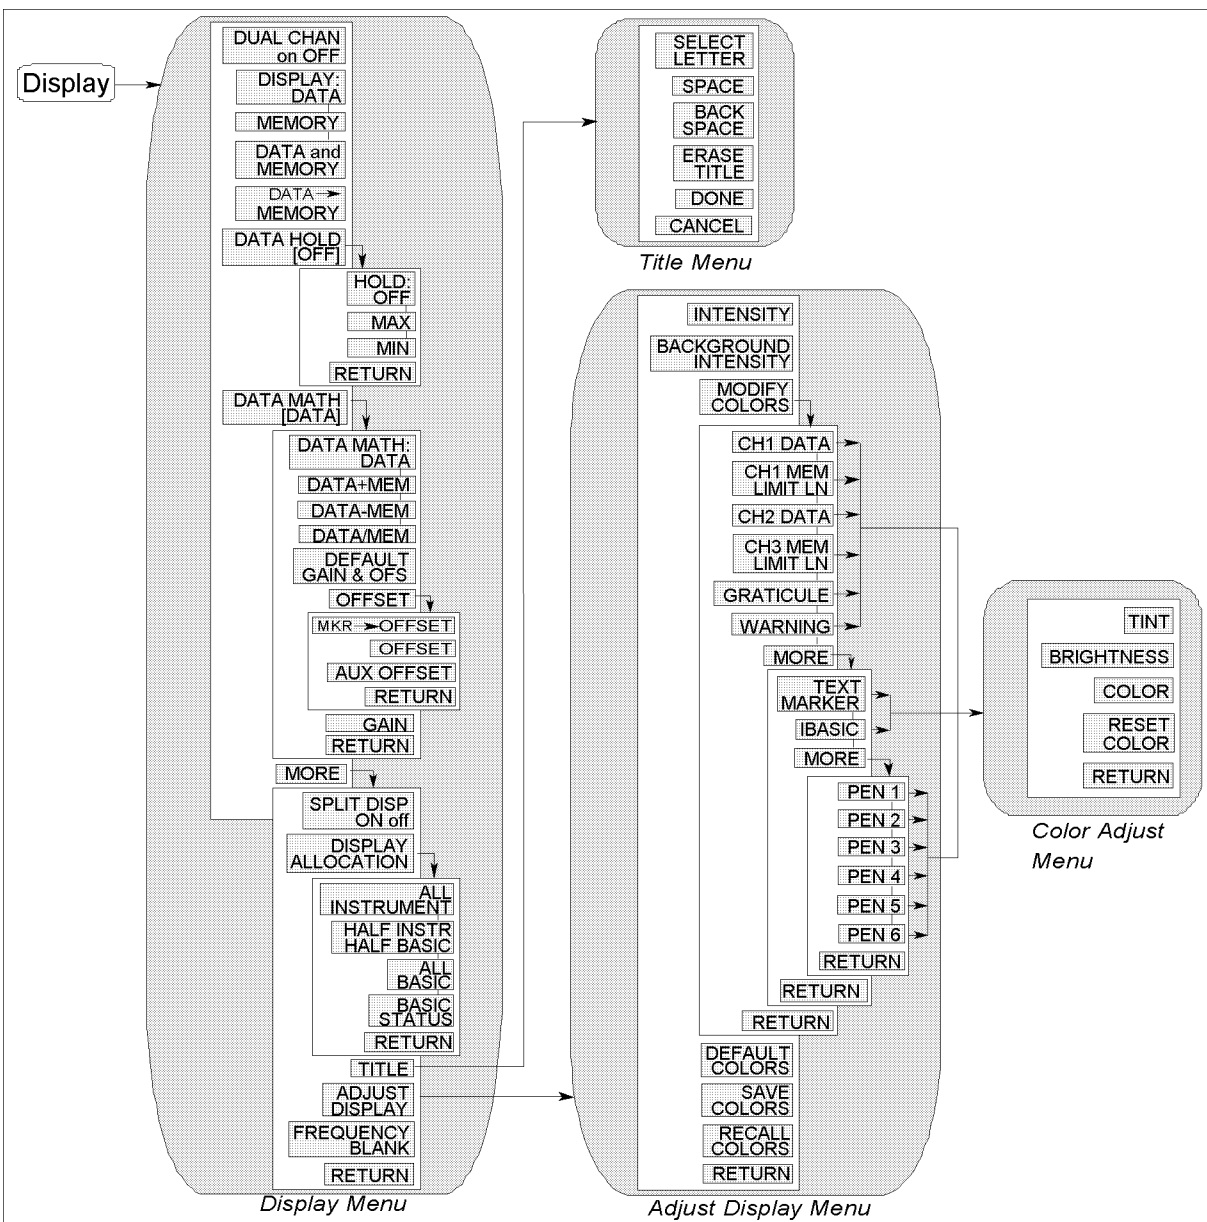 Display
DUAL CHAN
on OFF
DISPLAY:
DATA
MEMORY
DATA and
MEMORY
DATA→
MEMORY
DATA HOLD
[OFF]
HOLD:
OFF
MAX
MIN
RETURN
DATA MATH
[DATA]
DATA MATH:
DATA
DATA+MEM
DATA-MEM
DATA/MEM
DEFAULT
GAIN & OFS
OFFSET
MKR→OFFSET
OFFSET
AUX OFFSET
RETURN
GAIN
RETURN
MORE
SPLIT DISP
ON off
DISPLAY
ALLOCATION
ALL
INSTRUMENT
HALF INSTR
HALF BASIC
ALL
BASIC
BASIC
STATUS
RETURN
TITLE
ADJUST
DISPLAY
FREQUENCY
BLANK
RETURN
Display Menu
SELECT
LETTER
SPACE
BACK
SPACE
ERASE
TITLE
DONE
CANCEL
Title Menu
INTENSITY
BACKGROUND
INTENSITY
MODIFY
COLORS
CH1 DATA
CH1 MEM
LIMIT LN
CH2 DATA
CH3 MEM
LIMIT LN
GRATICULE
WARNING
MORE
TEXT
MARKER
IBASIC
MORE
PEN 1
PEN 2
PEN 3
PEN 4
PEN 5
PEN 6
RETURN
RETURN
RETURN
DEFAULT
COLORS
SAVE
COLORS
RECALL
COLORS
RETURN
Adjust Display Menu
TINT
BRIGHTNESS
COLOR
RESET
COLOR
RETURN
Color Adjust
Menu